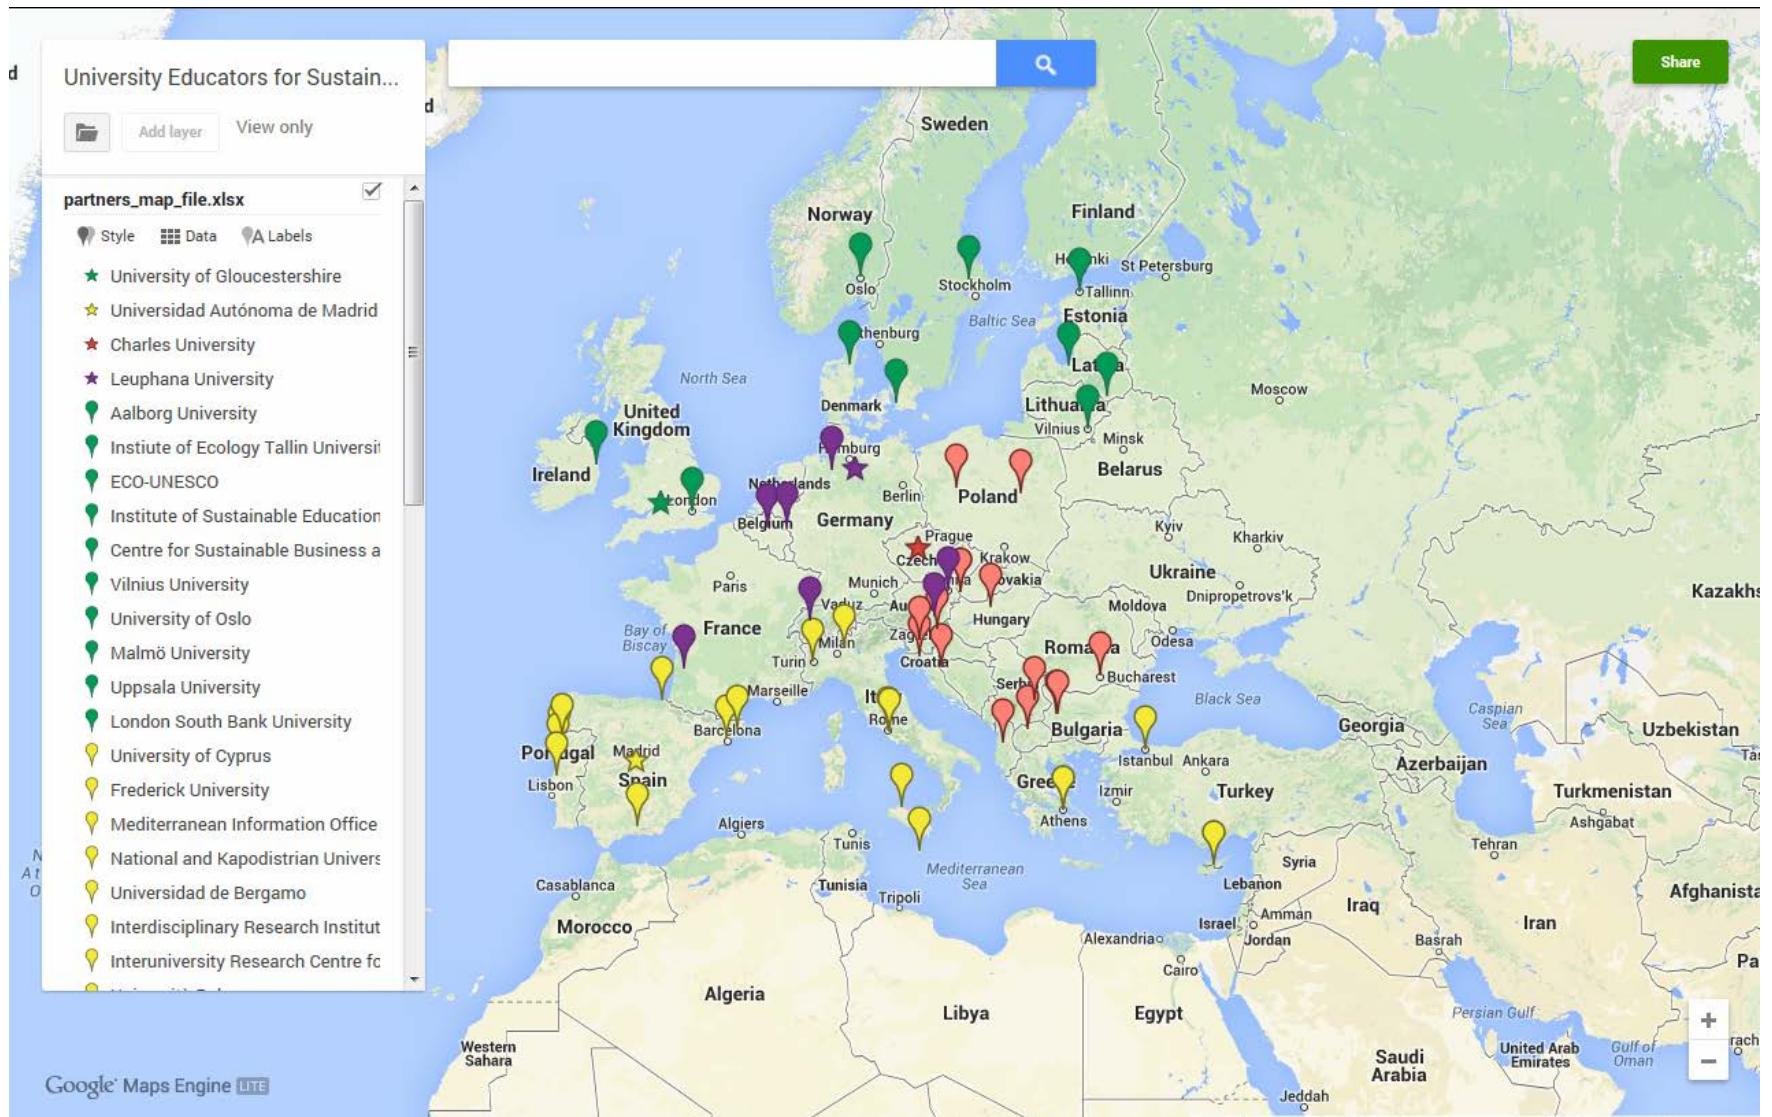 University Educators for Sustain...
Add layer
View only
partners_map_file.xlsx
Style
Data
A Labels
University of Gloucestershire
Universidad Autónoma de Madrid
Charles University
Leuphana University
Aalborg University
Instiute of Ecology Tallin Universit
ECO-UNESCO
Institute of Sustainable Education
Centre for Sustainable Business a
Vilnius University
University of Oslo
Malmö University
Uppsala University
London South Bank University
University of Cyprus
Frederick University
Mediterranean Information Office
National and Kapodistrian Univers
Universidad de Bergamo
Interdisciplinary Research Institut
Interuniversity Research Centre fo
Google Maps Engine LITE
Share
d
d
Sweden
Norway
Finland
St Petersburg
Oslo
Stockholm
Tallinn
Baltic Sea
Estonia
North Sea
Moscow
Denmark
United
Kingdom
Vilnius
Minsk
Ireland
Belarus
Berlin
Poland
London
Belgium
Germany
Kyiv
Prague
Kharkiv
Czech
Krakow
Paris
Munich
Ukraine
Dnipropetrovs'k
Kazakhs
Vaduz
Moldova
Hungary
Bay of
Biscay
France
Odesa
Milan
Turin
Croatia
Marseille
Bucharest
Black Sea
Caspian
Sea
Rome
Barcelona
Bulgaria
Georgia
Uzbekistan
Madrid
Istanbul
Ankara
Azerbaijan
Lisbon
Spain
Izmir
Turkey
Turkmenistan
Ashgabat
Algiers
Athens
Tunis
Tehran
Mediterranean
Sea
Syria
Casablanca
Tunisia
Tripoli
Lebanon
Afghanista
Morocco
Israel
Amman
Iraq
Iran
Alexandria
Jordan
Basrah
Cairo
Pa
Algeria
Libya
Egypt
Persian Gulf
Western
Sahara
Saudi
Arabia
United Arab
Emirates
Gulf of
Oman
rach
Jeddah